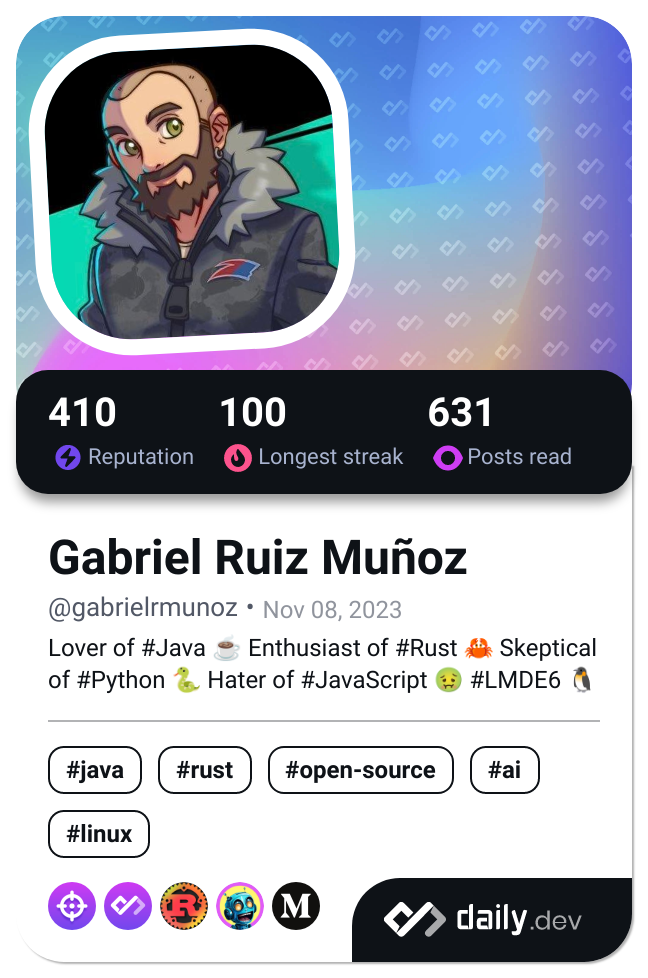 410 100 631
Reputation Longest streak Posts read
Gabriel Ruiz Muñoz
@gabrielrmunoz • Nov 08, 2023
Lover of #Java ☕ Enthusiast of #Rust 🦀 Skeptical
of #Python 🐍 Hater of #JavaScript 🤢 #LMDE6 🐧
#java #rust #open-source #ai
#linux
R M
daily.dev